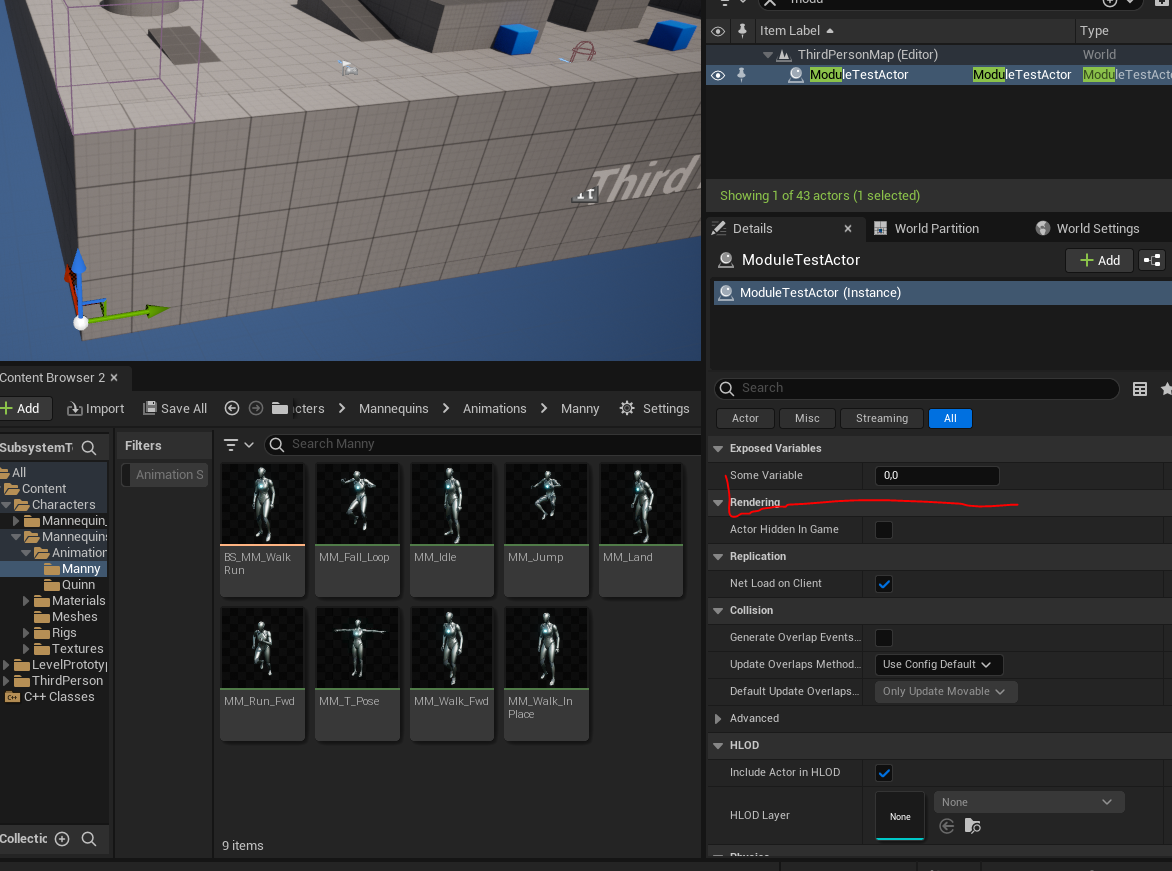 modu
Item Label
Type
ThirdPersonMap (Editor)
World
ModuleTestActor
ModuleTestActor
ModuleTestActo
Showing 1 of 43 actors (1 selected)
Third
Details
World Partition
World Settings
ModuleTestActor
Add
ModuleTestActor (Instance)
Search
Actor
Misc
Streaming
All
Exposed Variables
Some Variable
0,0
Rendering
Actor Hidden In Game
Replication
Net Load on Client
Collision
Generate Overlap Events...
Update Overlaps Method...
Use Config Default
Default Update Overlaps...
Only Update Movable
Advanced
HLOD
Include Actor in HLOD
HLOD Layer
None
None
Physics
Content Browser 2
Add
Import
Save All
cters
Mannequins
Animations
Manny
Settings
SubsystemT
Filters
Search Manny
Animation S
All
Content
Characters
Mannequin_
Mannequins
Animation
Manny
Quinn
Materials
Meshes
Rigs
Textures
LevelPrototyp
ThirdPerson
C++ Classes
BS_MM_Walk
Run
MM_Fall_Loop
MM_Idle
MM_Jump
MM_Land
MM_Run_Fwd
MM_T_Pose
MM_Walk_Fwd
MM_Walk_In
Place
Collectic
9 items